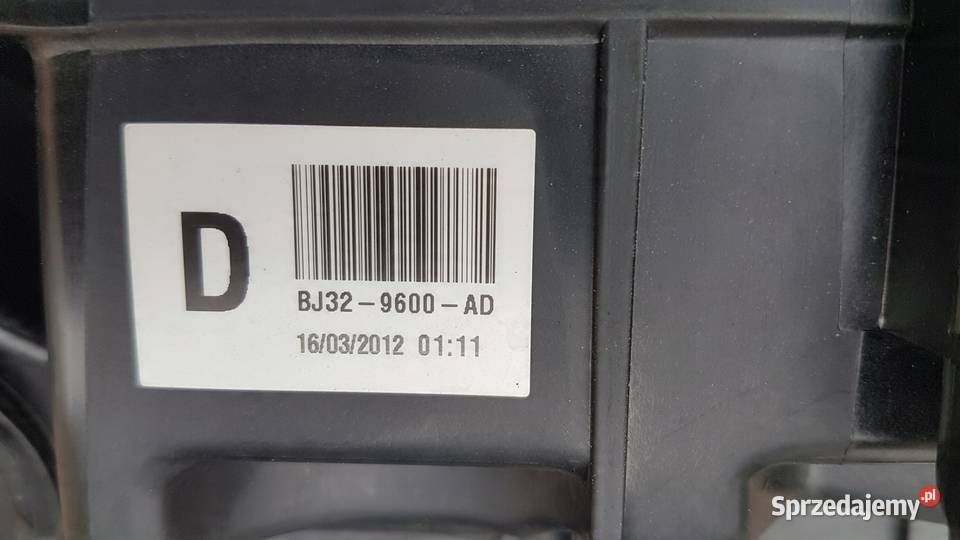 D
BJ32-9600-AD
16/03/2012 01:11
Sprzedajemy.pl